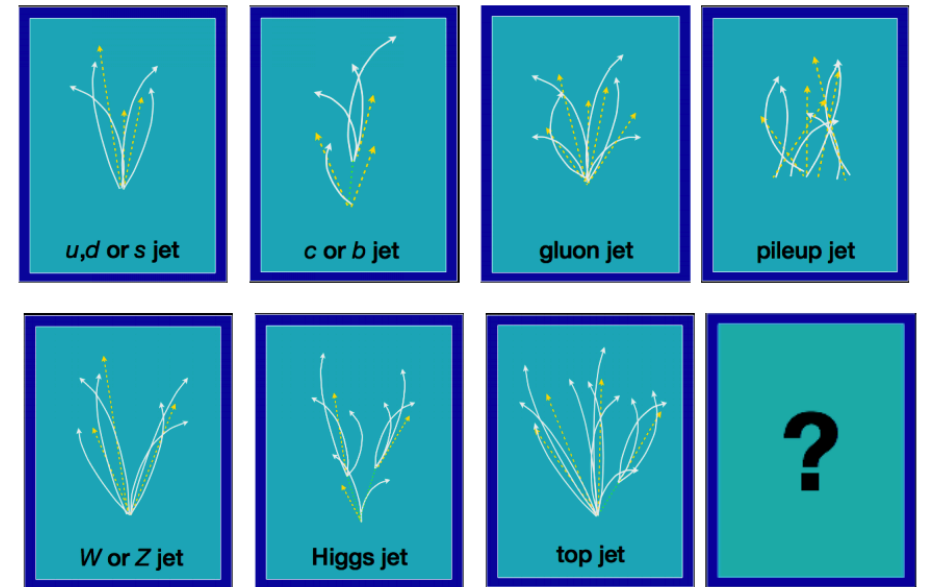 u,d or s jet
c or b jet
gluon jet
pileup jet
W or Z jet
Higgs jet
top jet
?